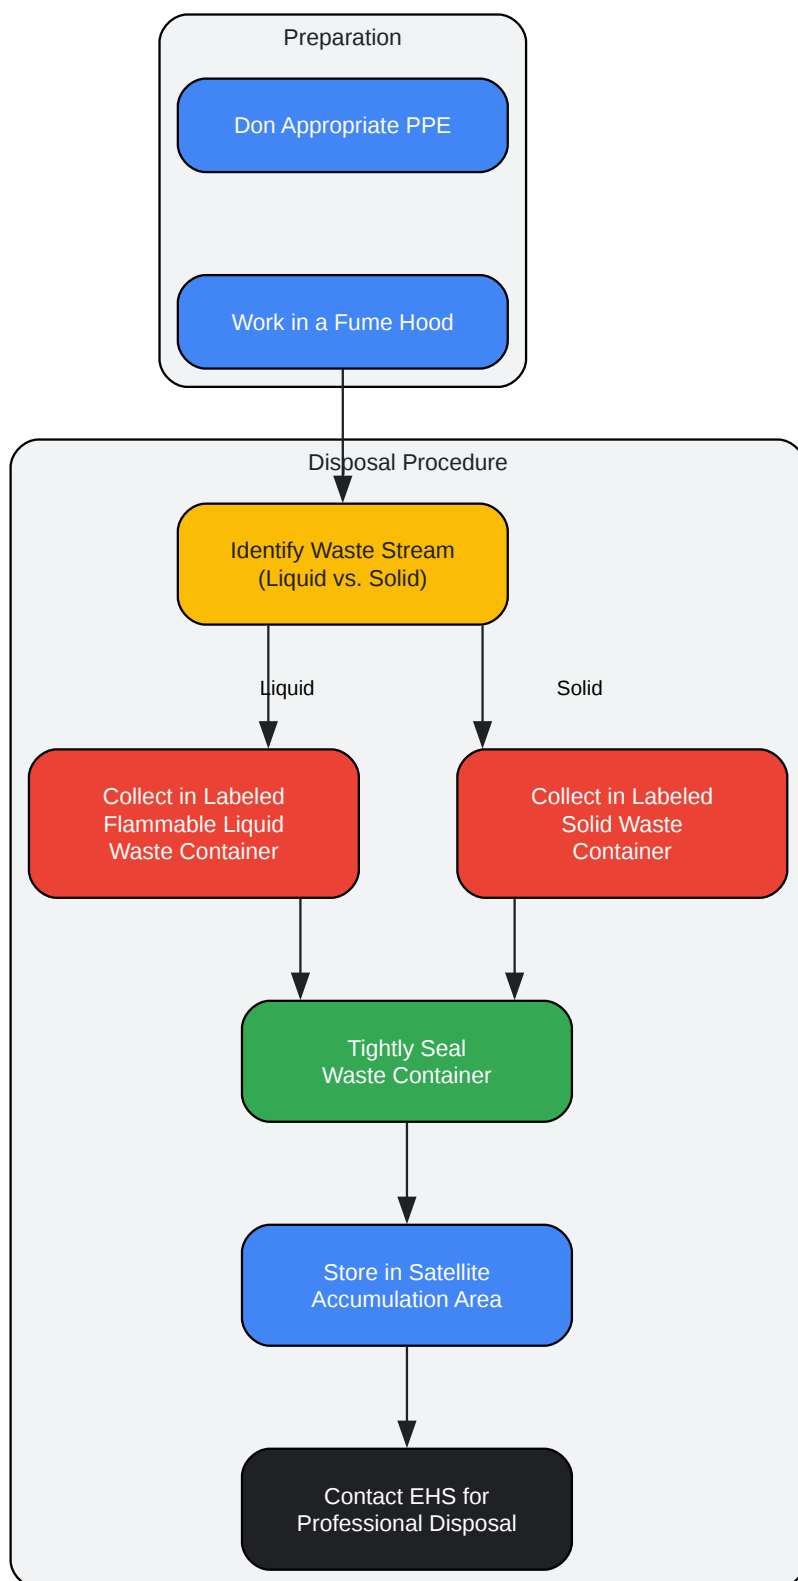 Preparation
Don Appropriate PPE
Work in a Fume Hood
Disposal Procedure
Identify Waste Stream
(Liquid vs. Solid)
Liquid
Solid
Collect in Labeled
Flammable Liquid
Waste Container
Collect in Labeled
Solid Waste
Container
Tightly Seal
Waste Container
Store in Satellite
Accumulation Area
Contact EHS for
Professional Disposal